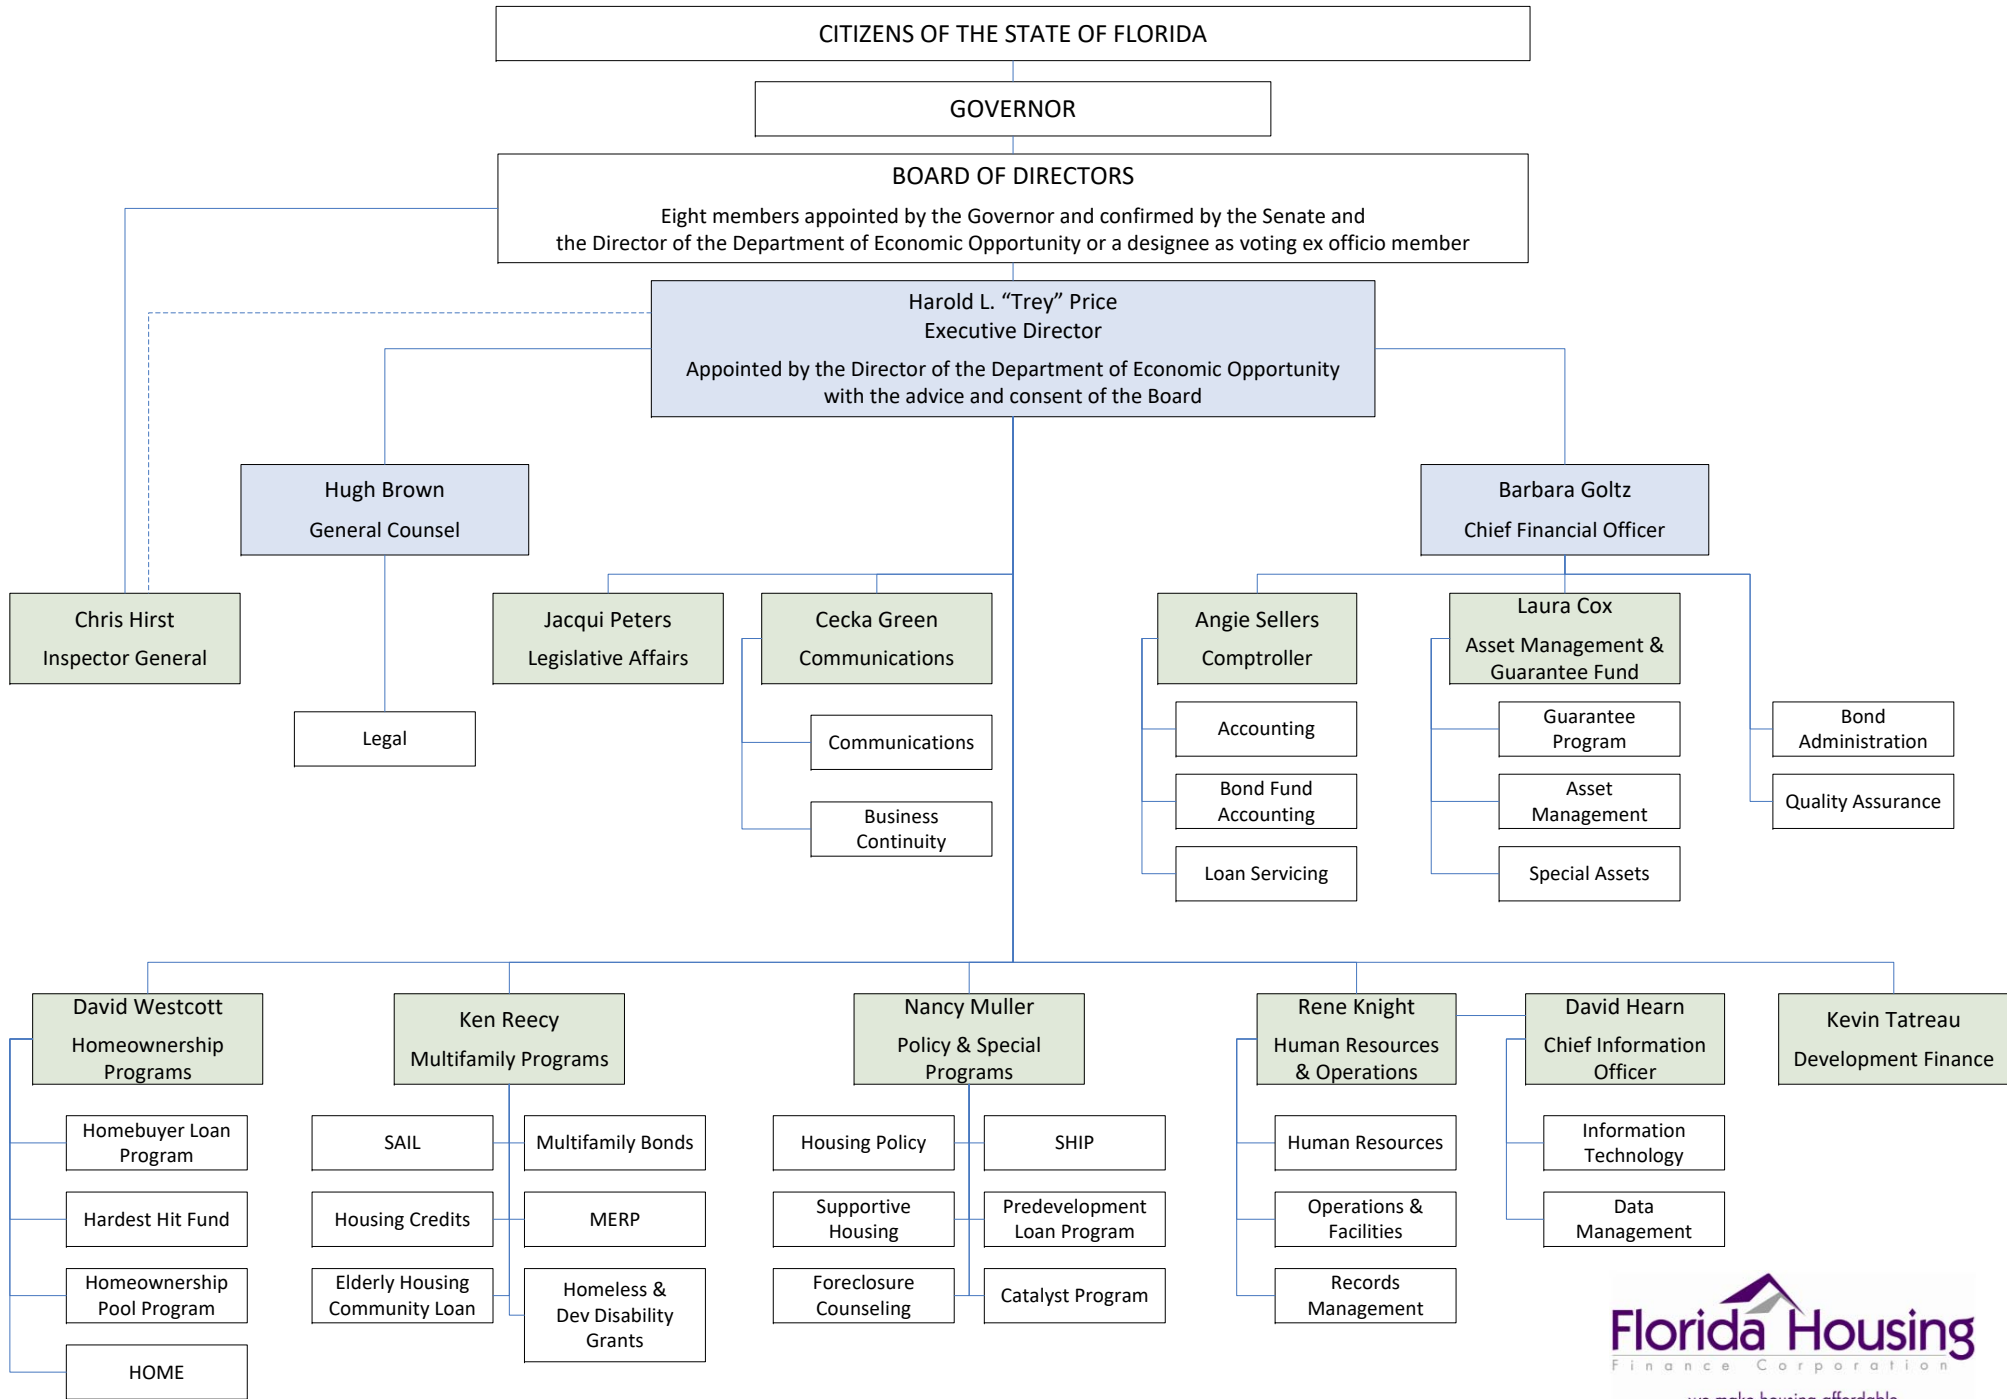 CITIZENS OF THE STATE OF FLORIDA
GOVERNOR
BOARD OF DIRECTORS
Eight members appointed by the Governor and confirmed by the Senate and
the Director of the Department of Economic Opportunity or a designee as voting ex officio member
Harold L. “Trey” Price
Executive Director
Appointed by the Director of the Department of Economic Opportunity
with the advice and consent of the Board
Hugh Brown
General Counsel
Barbara Goltz
Chief Financial Officer
Chris Hirst
Inspector General
Jacqui Peters
Legislative Affairs
Cecka Green
Communications
Angie Sellers
Comptroller
Laura Cox
Asset Management &
Guarantee Fund
Legal
Communications
Business
Continuity
Accounting
Bond Fund
Accounting
Loan Servicing
Guarantee
Program
Asset
Management
Special Assets
Bond
Administration
Quality Assurance
David Westcott
Homeownership
Programs
Ken Reecy
Multifamily Programs
Nancy Muller
Policy & Special
Programs
Rene Knight
Human Resources
& Operations
David Hearn
Chief Information
Officer
Kevin Tatreau
Development Finance
Homebuyer Loan
Program
Hardest Hit Fund
Homeownership
Pool Program
HOME
SAIL
Multifamily Bonds
Housing Credits
MERP
Elderly Housing
Community Loan
Homeless &
Dev Disability
Grants
Housing Policy
SHIP
Supportive
Housing
Predevelopment
Loan Program
Foreclosure
Counseling
Catalyst Program
Human Resources
Operations &
Facilities
Records
Management
Information
Technology
Data
Management
Florida Housing
Finance Corporation
we make housing affordable